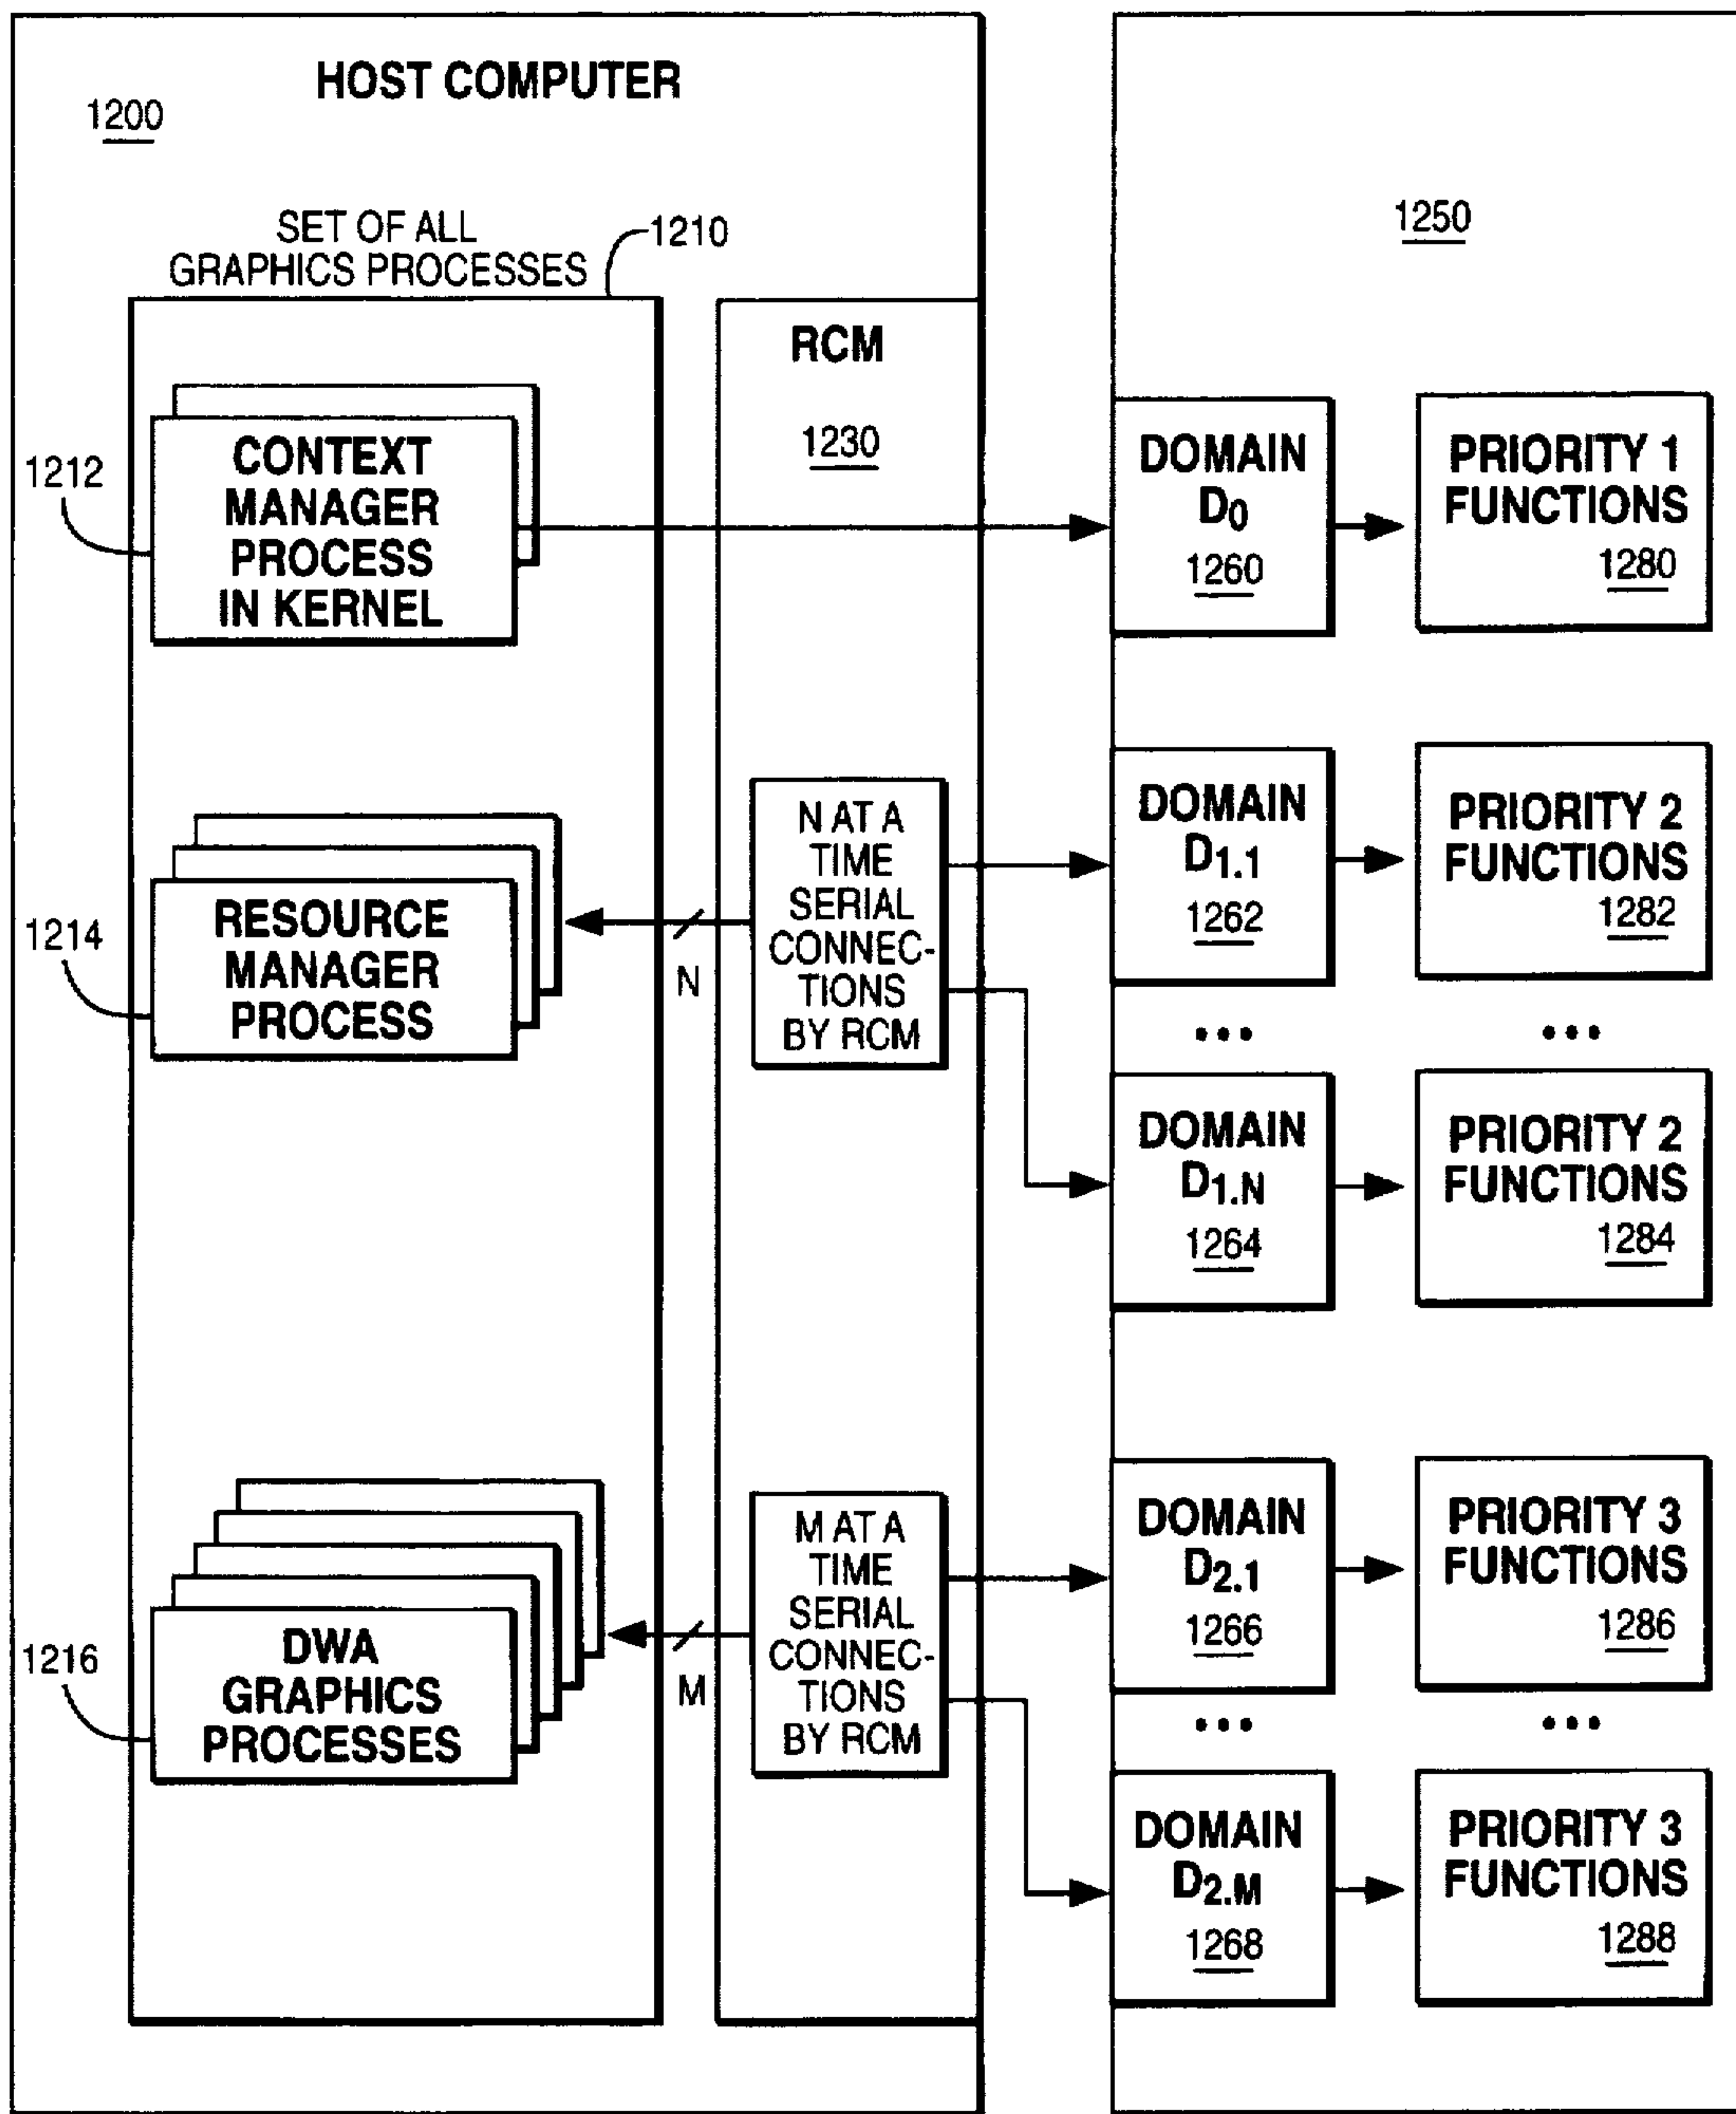 HOST COMPUTER
1200
SET OF ALL
GRAPHICS PROCESSES
1210
1212
CONTEXT
MANAGER
PROCESS
IN KERNEL
1214
RESOURCE
MANAGER
PROCESS
1216
DWA
GRAPHICS
PROCESSES
N
M
RCM
1230
N AT A
TIME
SERIAL
CONNEC-
TIONS
BY RCM
M AT A
TIME
SERIAL
CONNEC-
TIONS
BY RCM
1250
DOMAIN
D0
1260
PRIORITY 1
FUNCTIONS
1280
DOMAIN
D1.1
1262
PRIORITY 2
FUNCTIONS
1282
•••
•••
DOMAIN
D1.N
1264
PRIORITY 2
FUNCTIONS
1284
DOMAIN
D2.1
1266
PRIORITY 3
FUNCTIONS
1286
•••
•••
DOMAIN
D2.M
1268
PRIORITY 3
FUNCTIONS
1288